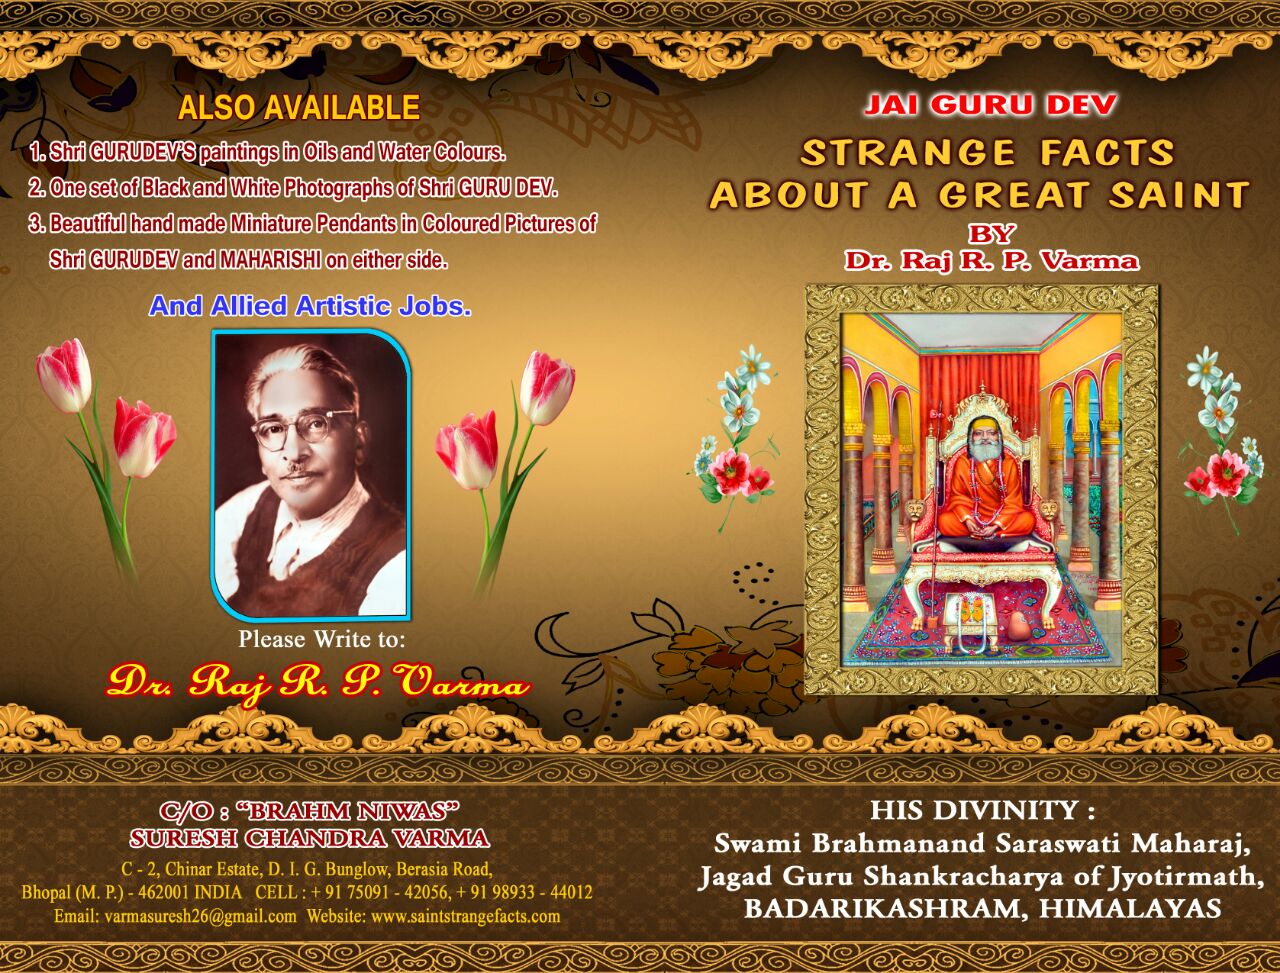 ALSO AVAILABLE
1. Shri GURUDEV'S paintings in Oils and Water Colours.
2. One set of Black and White Photographs of Shri GURU DEV.
3. Beautiful hand made Miniature Pendants in Coloured Pictures of
Shri GURUDEV and MAHARISHI on either side.
And Allied Artistic Jobs.
Please Write to:
Dr. Raj R. P. Varma
C/O : “BRAHM NIWAS”
SURESH CHANDRA VARMA
C - 2, Chinar Estate, D. I. G. Bunglow, Berasia Road,
Bhopal (M. P.) - 462001 INDIA CELL : + 91 75091 - 42056, + 91 98933 - 44012
Email: varmasuresh26@gmail.com Website: www.saintstrangefacts.com
JAI GURU DEV
STRANGE FACTS
ABOUT A GREAT SAINT
BY
Dr. Raj R. P. Varma
HIS DIVINITY :
Swami Brahmanand Saraswati Maharaj,
Jagad Guru Shankracharya of Jyotirmath,
BADARIKASHRAM, HIMALAYAS